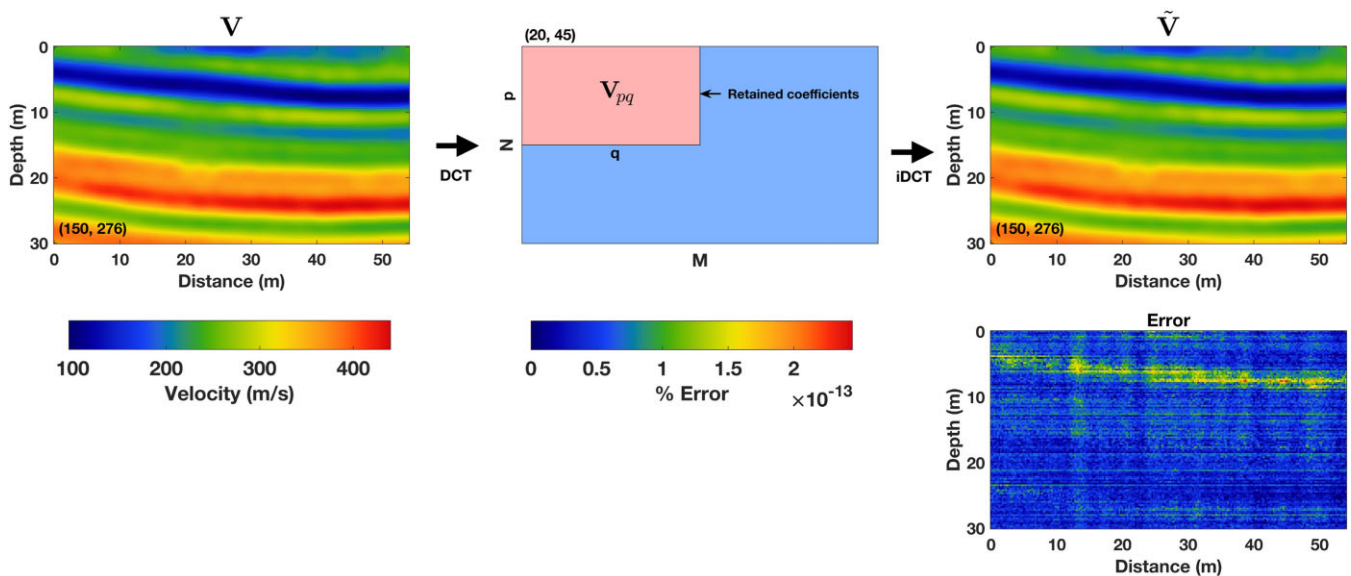 V
0
10
20
30
Depth (m)
(150, 276)
0 10 20 30 40 50
Distance (m)
100 200 300 400
Velocity (m/s)
DCT
(20, 45)
V_{pq}
Retained coefficients
p
q
N
M
0 0.5 1 1.5 2
% Error ×10^{-13}
iDCT
Ṽ
0
10
20
30
Depth (m)
(150, 276)
0 10 20 30 40 50
Distance (m)
Error
0
10
20
30
Depth (m)
0 10 20 30 40 50
Distance (m)